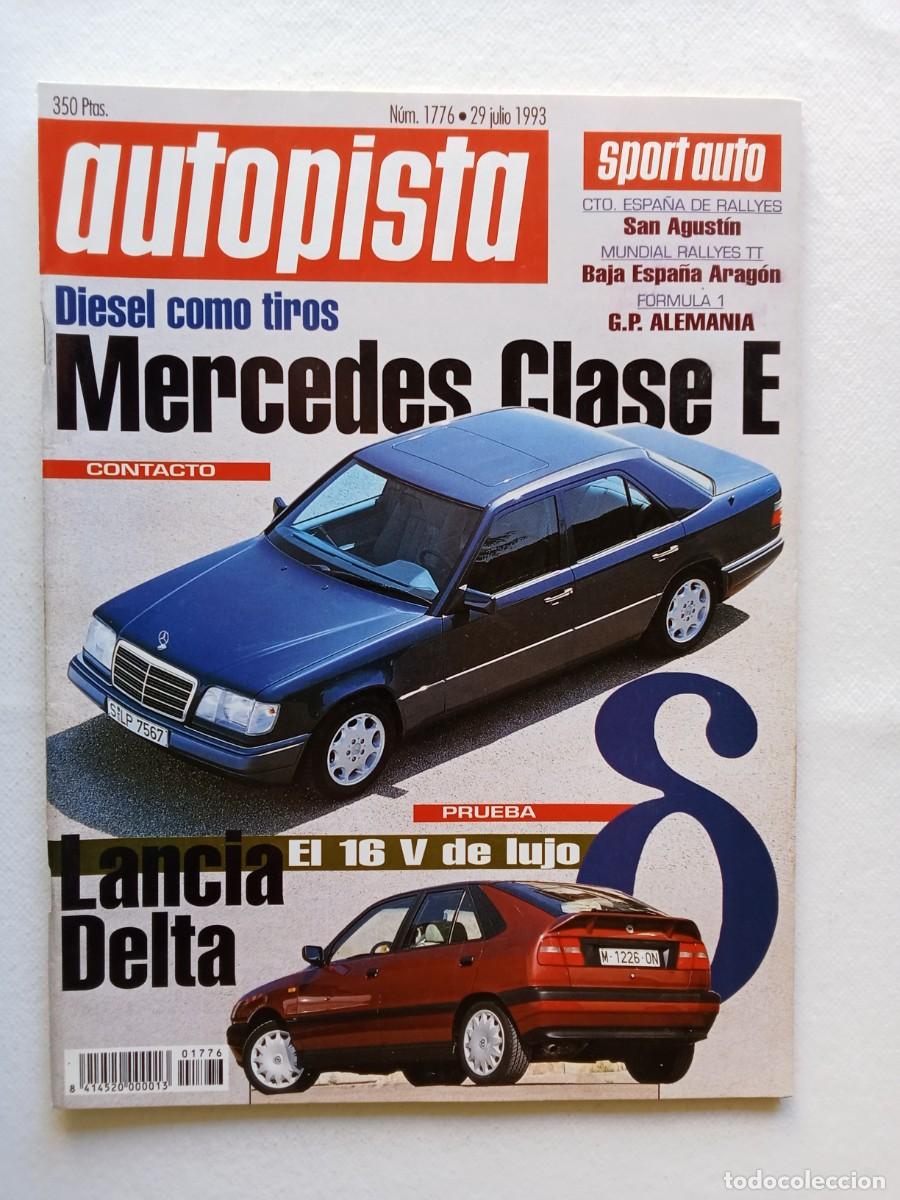 350 Ptas.
Núm. 1776 • 29 julio 1993
autopista
sport auto
CTO. ESPAÑA DE RALLYES
San Agustín
MUNDIAL RALLYES TT
Baja España Aragón
FORMULA 1
G.P. ALEMANIA
Diesel como tiros
Mercedes Clase E
CONTACTO
S LP 7567
PRUEBA
δ
El 16 V de lujo
Lancia
Delta
M-1226-ON
01776
8 414520 000013
todocoleccion